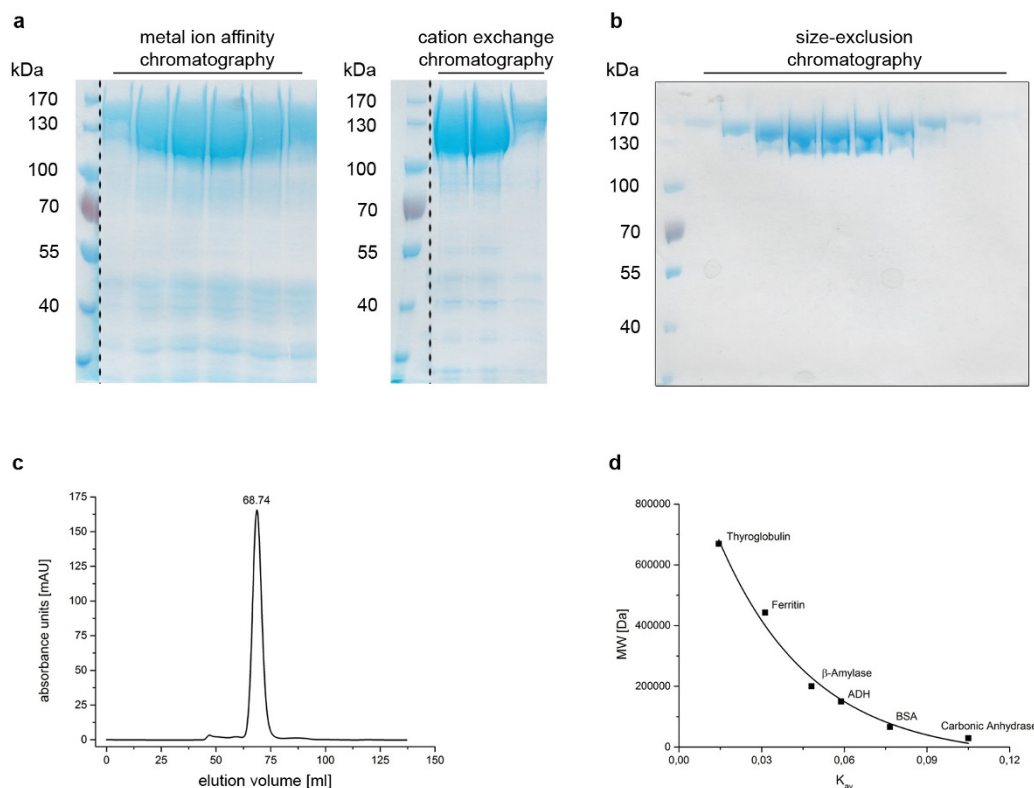 a
metal ion affinity
chromatography
kDa
170
130
100
70
55
40
cation exchange
chromatography
kDa
170
130
100
70
55
40
b
size-exclusion
chromatography
kDa
170
130
100
70
55
40
c
68.74
175
150
125
100
75
50
25
0
absorbance units [mAU]
0
25
50
75
100
125
150
elution volume [ml]
d
800000
600000
400000
200000
0
MW [Da]
Thyroglobulin
Ferritin
β-Amylase
ADH
BSA
Carbonic Anhydrase
0,00
0,03
0,06
0,09
0,12
Kav